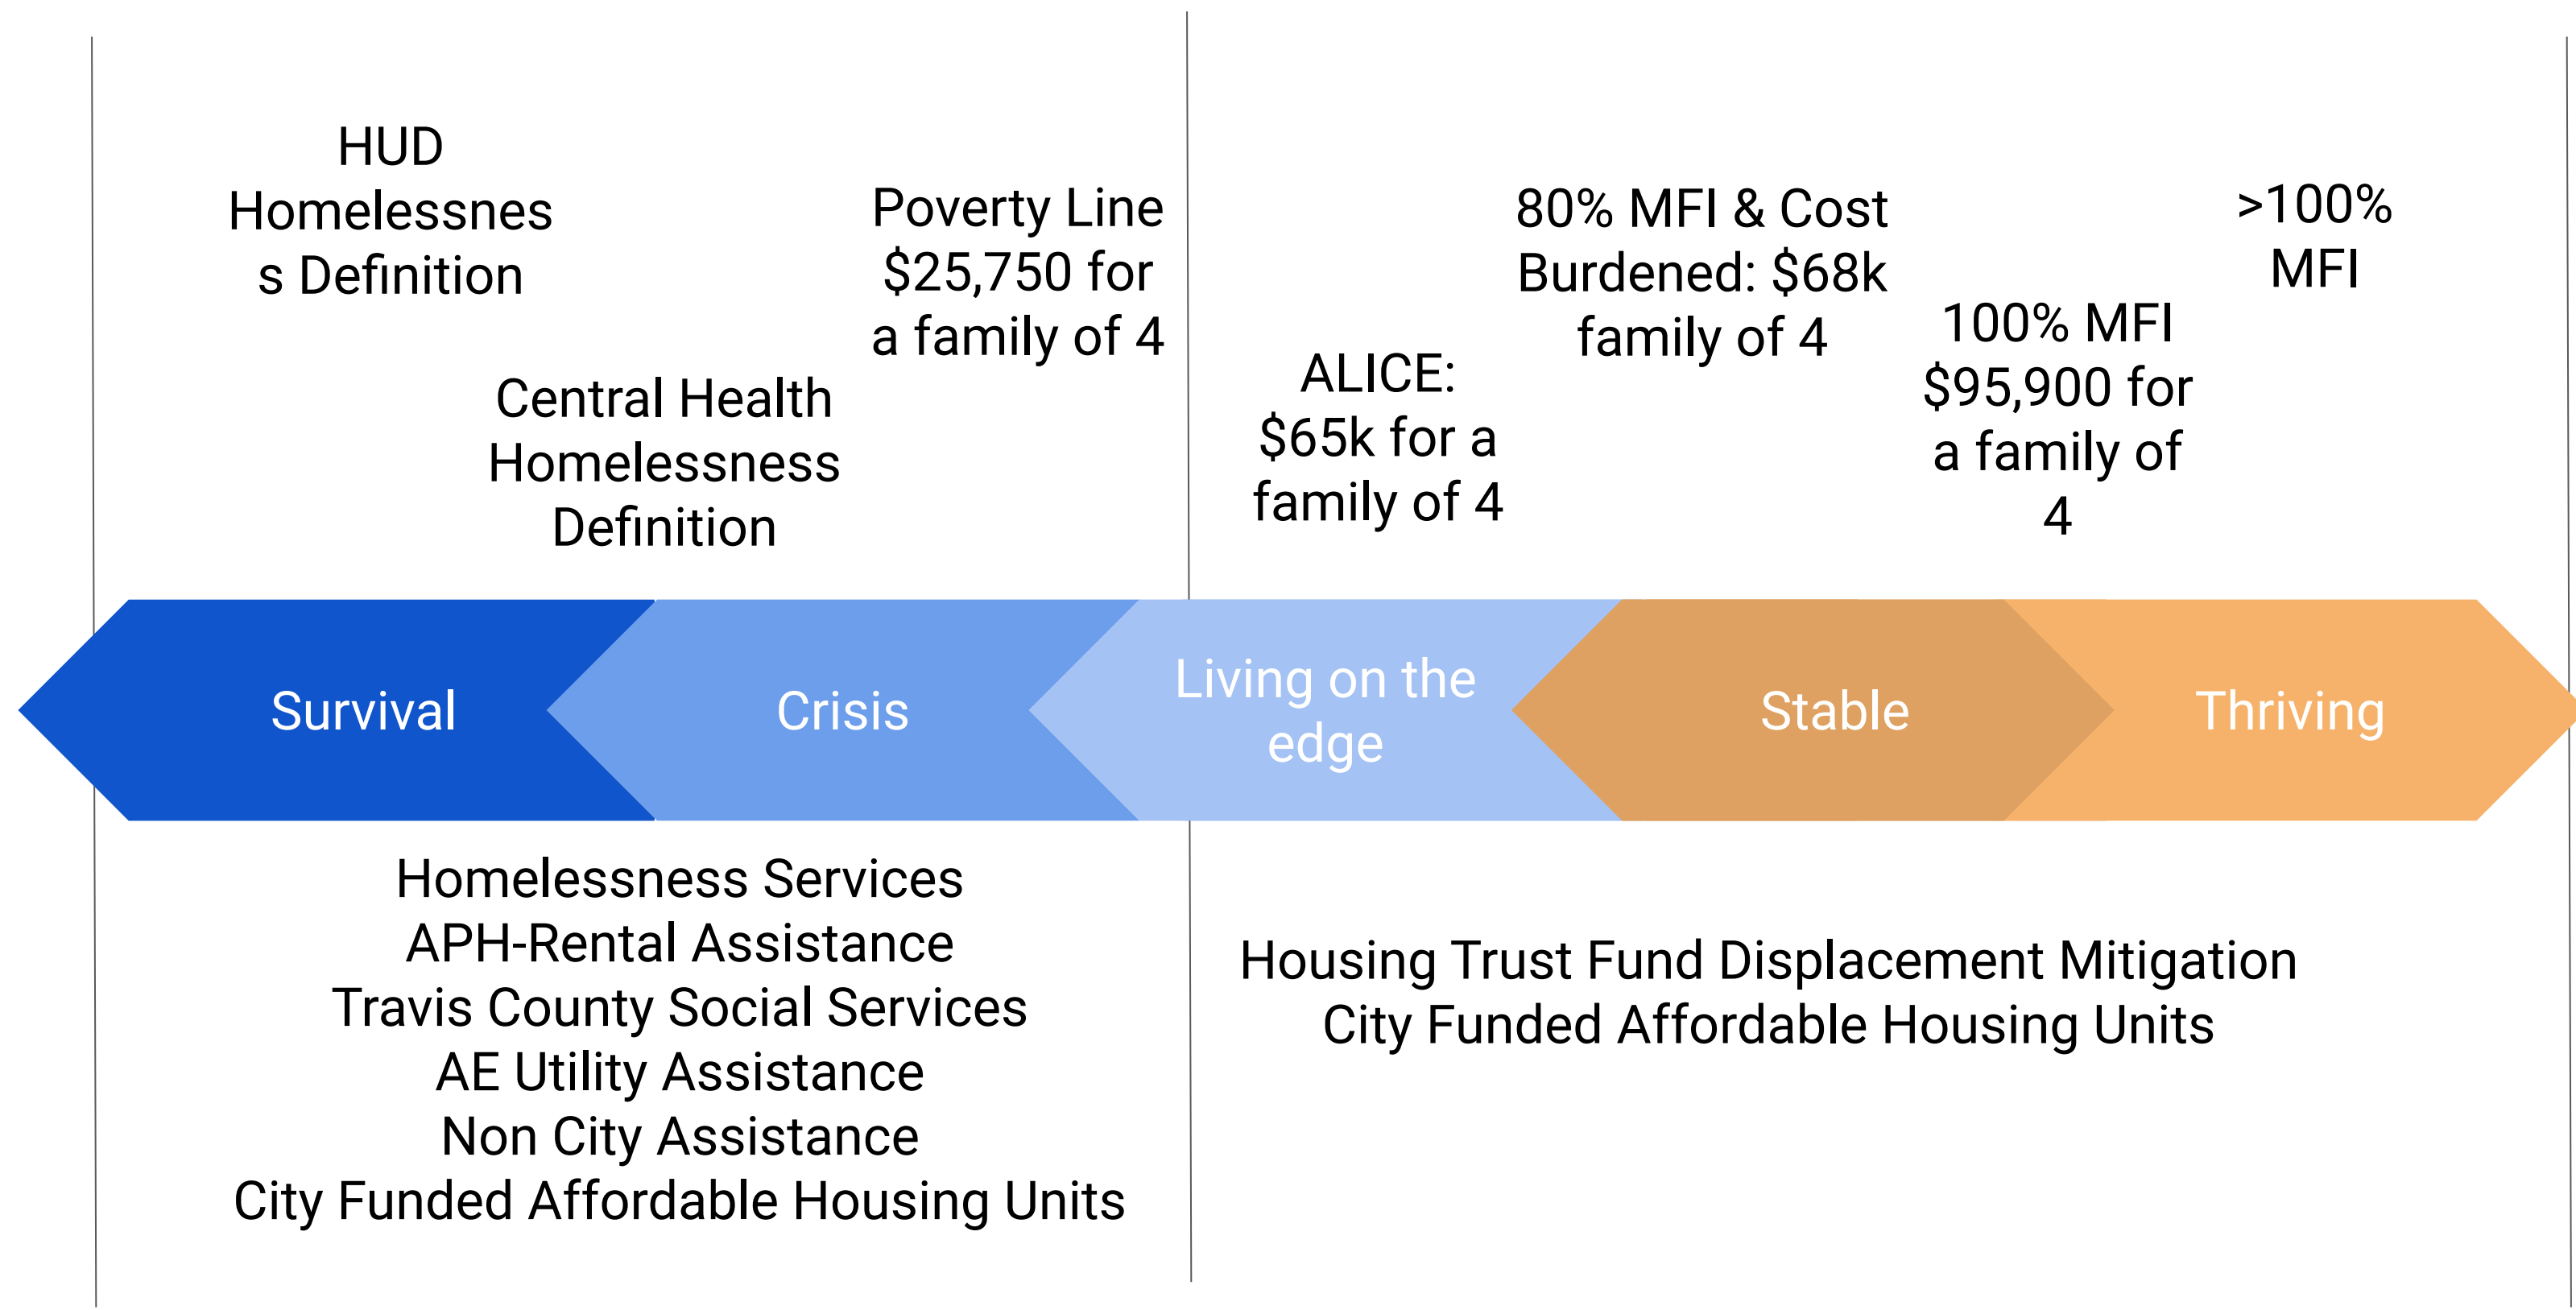 HUD
Homelessnes
s Definition
Central Health
Homelessness
Definition
Poverty Line
$25,750 for
a family of 4
ALICE:
$65k for a
family of 4
80% MFI & Cost
Burdened: $68k
family of 4
100% MFI
$95,900 for
a family of
4
>100%
MFI
Survival
Crisis
Living on the
edge
Stable
Thriving
Homelessness Services
APH-Rental Assistance
Travis County Social Services
AE Utility Assistance
Non City Assistance
City Funded Affordable Housing Units
Housing Trust Fund Displacement Mitigation
City Funded Affordable Housing Units